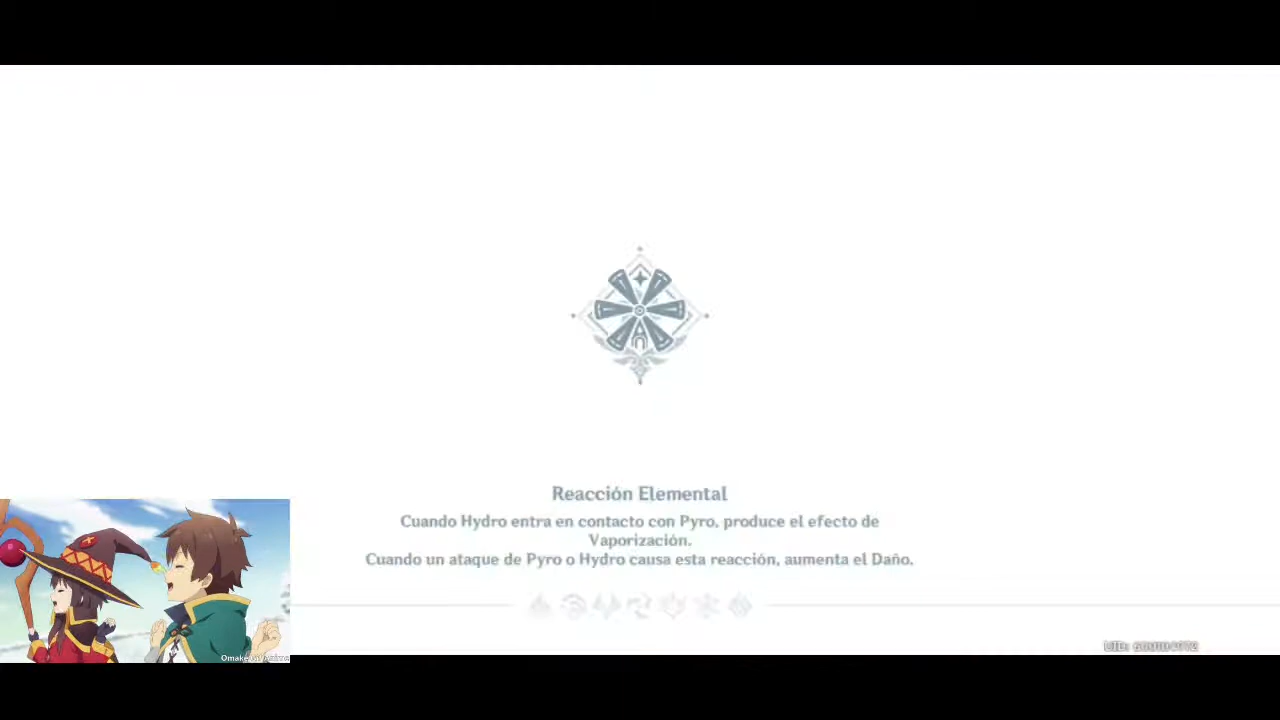 Reacción Elemental
Cuando Hydro entra en contacto con Pyro, produce el efecto de
Vaporización.
Cuando un ataque de Pyro o Hydro causa esta reacción, aumenta el Daño.
UID: